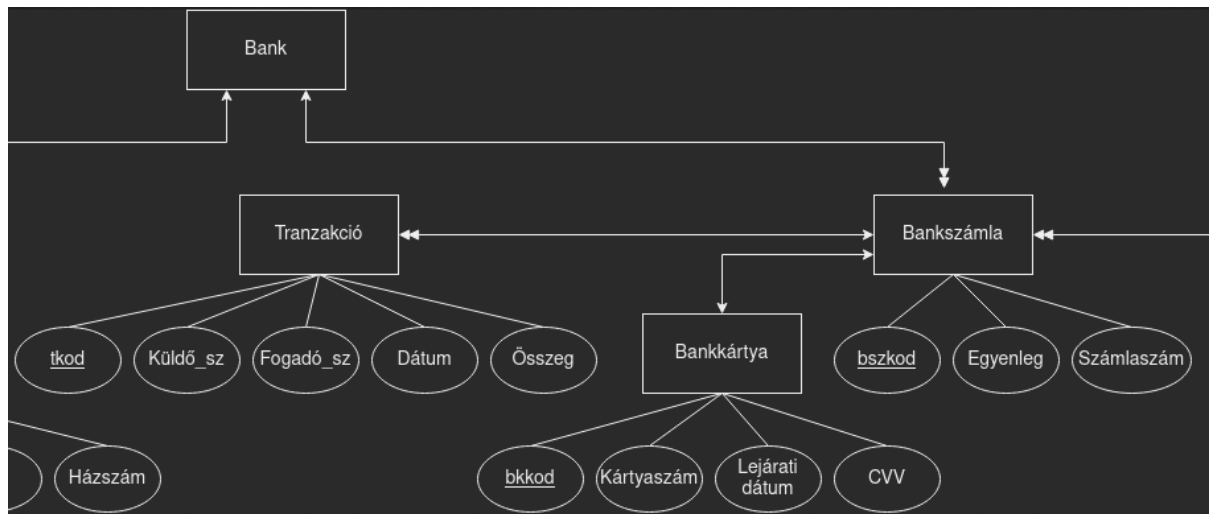 Bank
Tranzakció
Bankszámla
Bankkártya
tkod
Küldő_sz
Fogadó_sz
Dátum
Összeg
bszkod
Egyenleg
Számlaszám
Házszám
bkkod
Kártyaszám
Lejárati
dátum
CVV